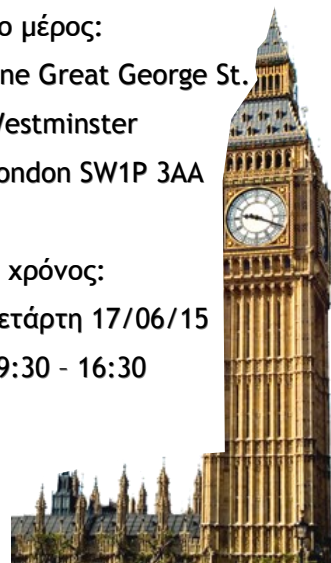 ο μέρος:
ne Great George St.
Westminster
ondon SW1P 3AA
χρόνος:
ετάρτη 17/06/15
9:30 – 16:30